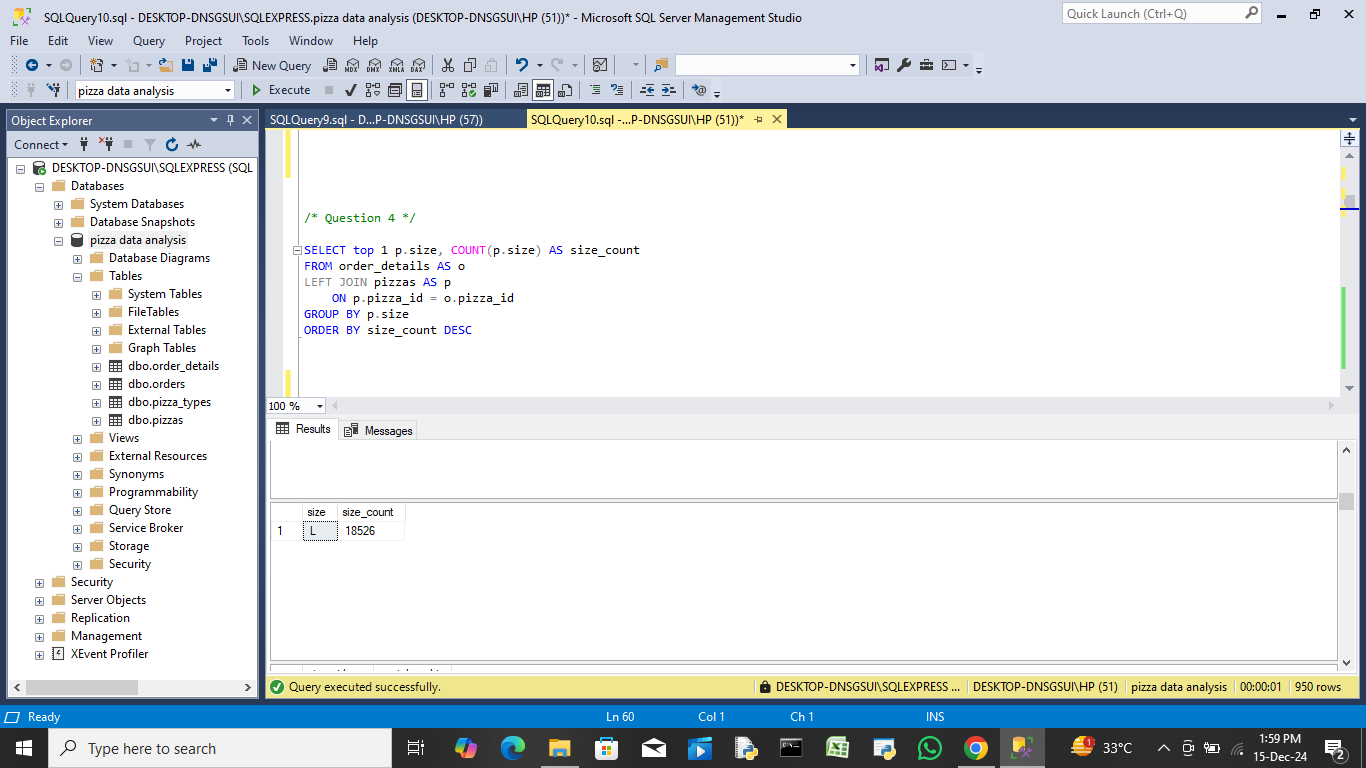 SQLQuery10.sql - DESKTOP-DNSGSUI\SQLEXPRESS.pizza data analysis (DESKTOP-DNSGSUI\HP (51))* - Microsoft SQL Server Management Studio
Quick Launch (Ctrl+Q)
File Edit View Query Project Tools Window Help
New Query MDX DMX XMLA DAX
pizza data analysis Execute
Object Explorer
SQLQuery9.sql - D...P-DNSGSUI\HP (57))
SQLQuery10.sql -...P-DNSGSUI\HP (51))*
Connect
DESKTOP-DNSGSUI\SQLEXPRESS (SQL
Databases
System Databases
Database Snapshots
pizza data analysis
Database Diagrams
Tables
System Tables
FileTables
External Tables
Graph Tables
dbo.order_details
dbo.orders
dbo.pizza_types
dbo.pizzas
Views
External Resources
Synonyms
Programmability
Query Store
Service Broker
Storage
Security
Security
Server Objects
Replication
Management
XEvent Profiler
/* Question 4 */
SELECT top 1 p.size, COUNT(p.size) AS size_count
FROM order_details AS o
LEFT JOIN pizzas AS p
ON p.pizza_id = o.pizza_id
GROUP BY p.size
ORDER BY size_count DESC
100 %
Results Messages
size size_count
1 L 18526
Query executed successfully.
DESKTOP-DNSGSUI\SQLEXPRESS ... DESKTOP-DNSGSUI\HP (51) pizza data analysis 00:00:01 950 rows
Ready Ln 60 Col 1 Ch 1 INS
Type here to search
33°C
1:59 PM
15-Dec-24
2